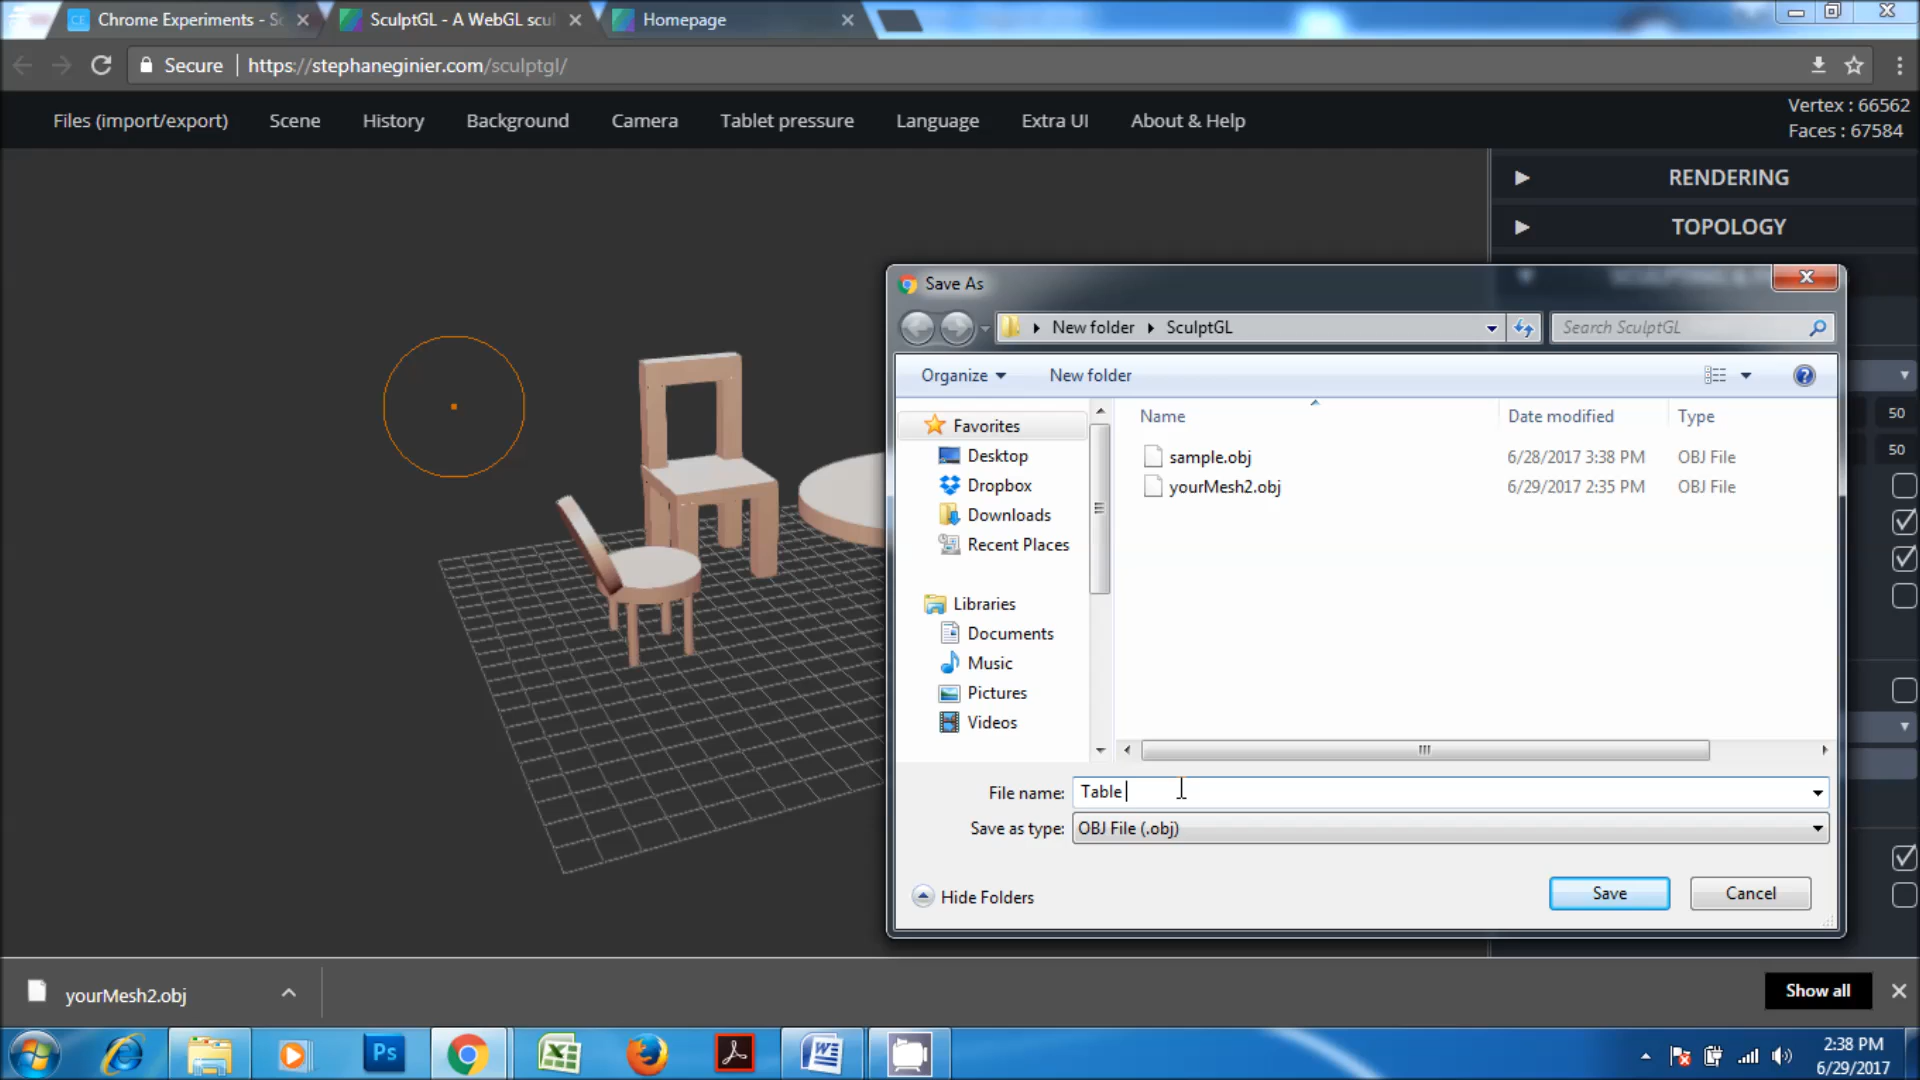 Chrome Experiments - S
SculptGL - A WebGL scul
Homepage
Secure https://stephaneginier.com/sculptgl/
Files (import/export) Scene History Background Camera Tablet pressure Language Extra UI About & Help
Vertex : 66562
Faces : 67584
RENDERING
TOPOLOGY
Save As
New folder SculptGL
Search SculptGL
Organize New folder
Name Date modified Type
sample.obj 6/28/2017 3:38 PM OBJ File
yourMesh2.obj 6/29/2017 2:35 PM OBJ File
Favorites
Desktop
Dropbox
Downloads
Recent Places
Libraries
Documents
Music
Pictures
Videos
50
50
File name: Table
Save as type: OBJ File (.obj)
Hide Folders
Save Cancel
yourMesh2.obj
Show all
Ps
2:38 PM
6/29/2017